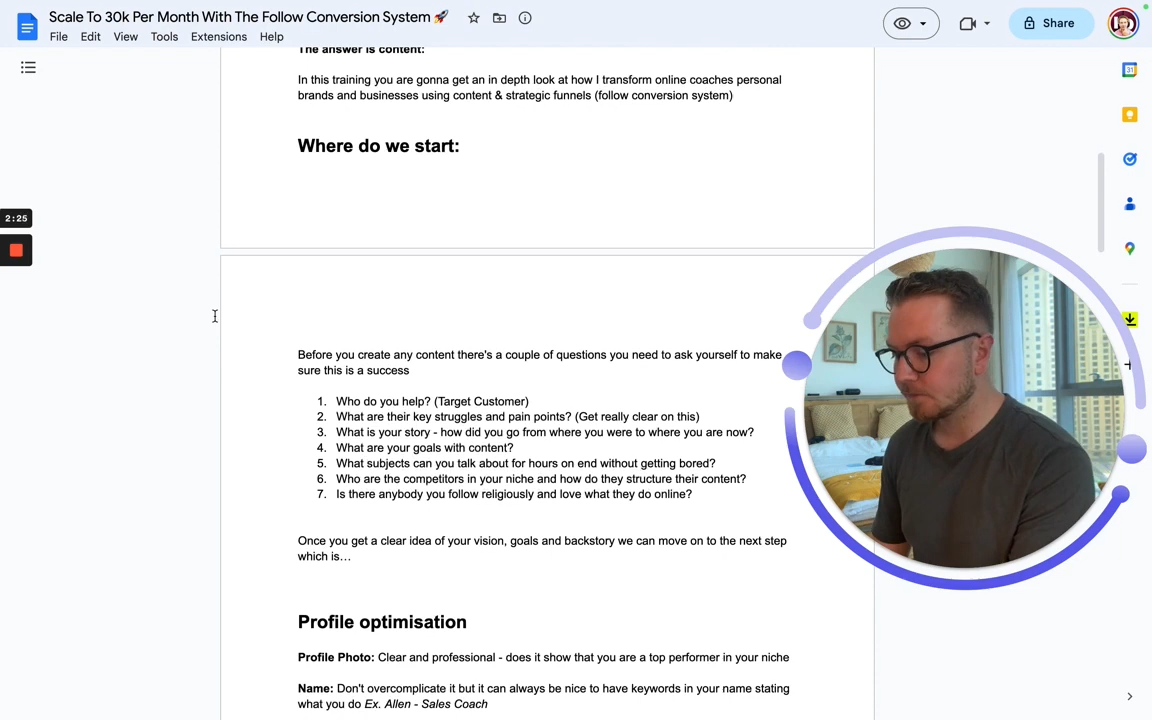 Scale To 30k Per Month With The Follow Conversion System 🚀
File Edit View Tools Extensions Help
Share
31
The answer is content:
In this training you are gonna get an in depth look at how I transform online coaches personal
brands and businesses using content & strategic funnels (follow conversion system)
Where do we start:
2:25
Before you create any content there's a couple of questions you need to ask yourself to make
sure this is a success
1. Who do you help? (Target Customer)
2. What are their key struggles and pain points? (Get really clear on this)
3. What is your story - how did you go from where you were to where you are now?
4. What are your goals with content?
5. What subjects can you talk about for hours on end without getting bored?
6. Who are the competitors in your niche and how do they structure their content?
7. Is there anybody you follow religiously and love what they do online?
Once you get a clear idea of your vision, goals and backstory we can move on to the next step
which is…
Profile optimisation
Profile Photo: Clear and professional - does it show that you are a top performer in your niche
Name: Don't overcomplicate it but it can always be nice to have keywords in your name stating
what you do Ex. Allen - Sales Coach